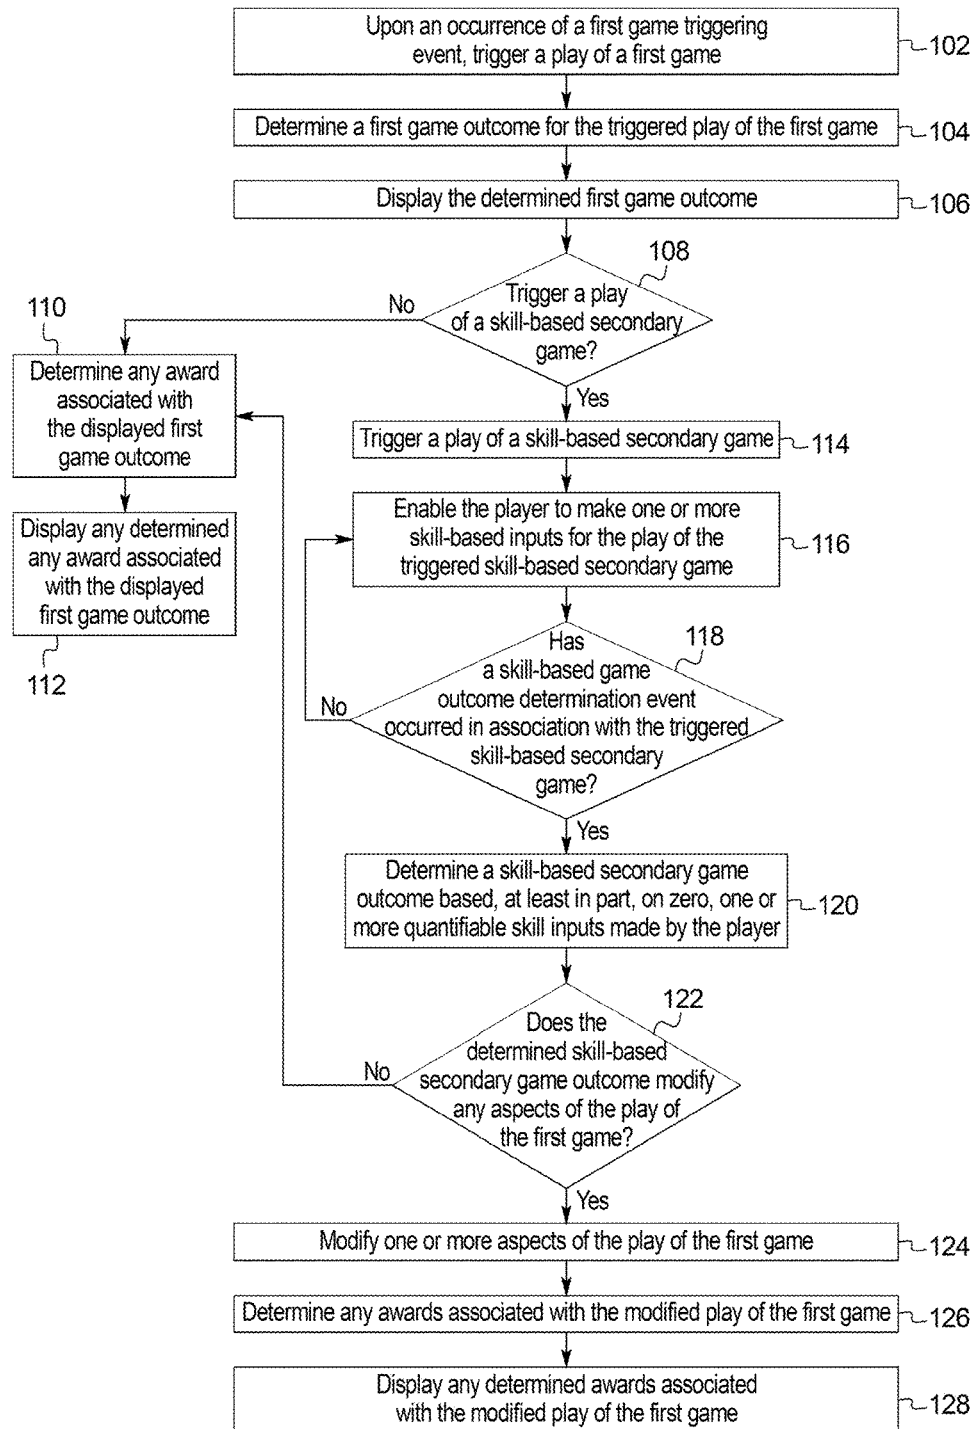 Upon an occurrence of a first game triggering
event, trigger a play of a first game
102
Determine a first game outcome for the triggered play of the first game
104
Display the determined first game outcome
106
108
Trigger a play
of a skill-based secondary
game?
No
Yes
110
Determine any award
associated with
the displayed first
game outcome
Display any determined
any award associated
with the displayed
first game outcome
112
Trigger a play of a skill-based secondary game
114
Enable the player to make one or more
skill-based inputs for the play of the
triggered skill-based secondary game
116
118
Has
a skill-based game
outcome determination event
occurred in association with the triggered
skill-based secondary
game?
No
Yes
Determine a skill-based secondary game
outcome based, at least in part, on zero, one or
more quantifiable skill inputs made by the player
120
122
Does the
determined skill-based
secondary game outcome modify
any aspects of the play of
the first game?
No
Yes
Modify one or more aspects of the play of the first game
124
Determine any awards associated with the modified play of the first game
126
Display any determined awards associated
with the modified play of the first game
128